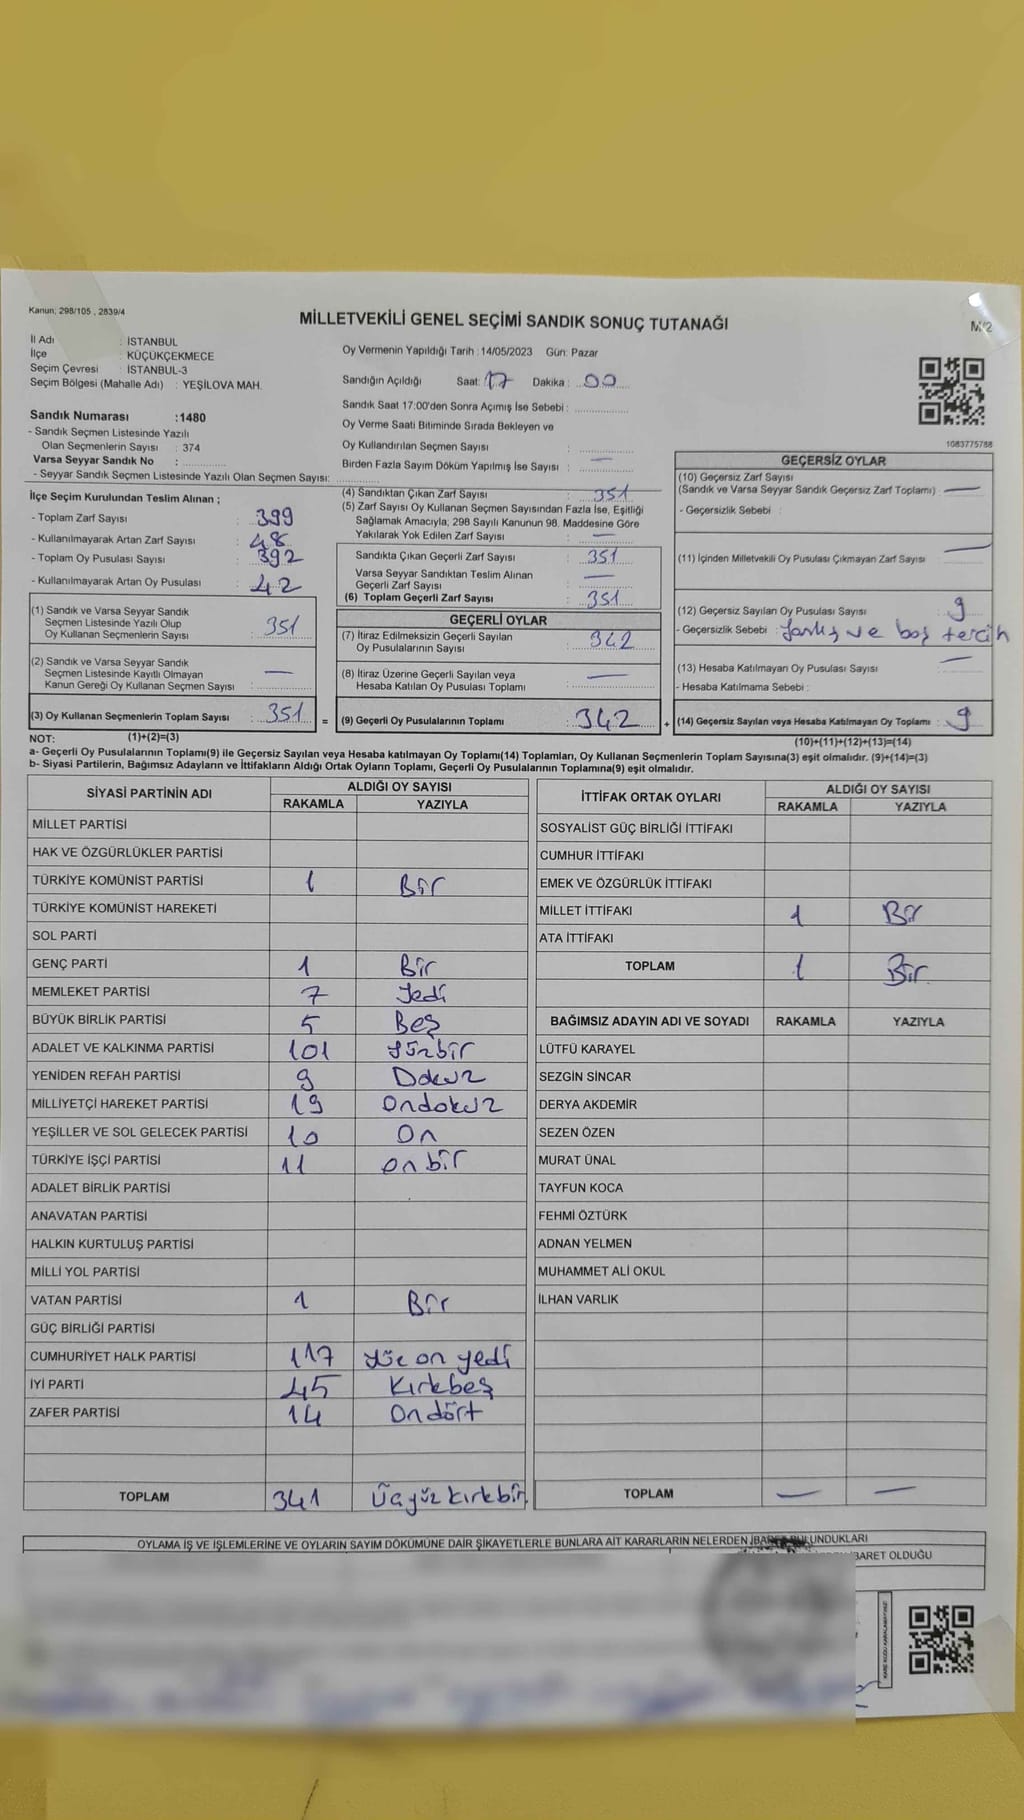 Kanun; 298/105 , 2839/4
MİLLETVEKİLİ GENEL SEÇİMİ SANDIK SONUÇ TUTANAĞI
M/2
İl Adı : İSTANBUL
İlçe : KÜÇÜKÇEKMECE
Seçim Çevresi : İSTANBUL-3
Seçim Bölgesi (Mahalle Adı) : YEŞİLOVA MAH.
Sandık Numarası :1480
- Sandık Seçmen Listesinde Yazılı
Olan Seçmenlerin Sayısı : 374
Varsa Seyyar Sandık No :
- Seyyar Sandık Seçmen Listesinde Yazılı Olan Seçmen Sayısı:
İlçe Seçim Kurulundan Teslim Alınan ;
- Toplam Zarf Sayısı : 399
- Kullanılmayarak Artan Zarf Sayısı : 48
- Toplam Oy Pusulası Sayısı : 392
- Kullanılmayarak Artan Oy Pusulası : 42
(1) Sandık ve Varsa Seyyar Sandık
Seçmen Listesinde Yazılı Olup
Oy Kullanan Seçmenlerin Sayısı : 351
(2) Sandık ve Varsa Seyyar Sandık
Seçmen Listesinde Kayıtlı Olmayan
Kanun Gereği Oy Kullanan Seçmen Sayısı : —
(3) Oy Kullanan Seçmenlerin Toplam Sayısı : 351 =
Oy Vermenin Yapıldığı Tarih : 14/05/2023 Gün: Pazar
Sandığın Açıldığı Saat: 17 Dakika : 00
Sandık Saat 17:00'den Sonra Açımış İse Sebebi :
Oy Verme Saati Bitiminde Sırada Bekleyen ve
Oy Kullandırılan Seçmen Sayısı :
Birden Fazla Sayım Döküm Yapılmış İse Sayısı : —
(4) Sandıktan Çıkan Zarf Sayısı : 351
(5) Zarf Sayısı Oy Kullanan Seçmen Sayısından Fazla İse, Eşitliği
Sağlamak Amacıyla; 298 Sayılı Kanunun 98. Maddesine Göre
Yakılarak Yok Edilen Zarf Sayısı : —
Sandıkta Çıkan Geçerli Zarf Sayısı : 351
Varsa Seyyar Sandıktan Teslim Alınan
Geçerli Zarf Sayısı : —
(6) Toplam Geçerli Zarf Sayısı : 351
GEÇERLİ OYLAR
(7) İtiraz Edilmeksizin Geçerli Sayılan
Oy Pusulalarının Sayısı : 342
(8) İtiraz Üzerine Geçerli Sayılan veya
Hesaba Katılan Oy Pusulası Toplamı : —
(9) Geçerli Oy Pusulalarının Toplamı : 342 +
1083775788
GEÇERSİZ OYLAR
(10) Geçersiz Zarf Sayısı
(Sandık ve Varsa Seyyar Sandık Geçersiz Zarf Toplamı) : —
- Geçersizlik Sebebi :
(11) İçinden Milletvekili Oy Pusulası Çıkmayan Zarf Sayısı : —
(12) Geçersiz Sayılan Oy Pusulası Sayısı : 9
- Geçersizlik Sebebi : Yanlış ve boş tercih
(13) Hesaba Katılmayan Oy Pusulası Sayısı : —
- Hesaba Katılmama Sebebi :
(14) Geçersiz Sayılan veya Hesaba Katılmayan Oy Toplamı : 9
NOT: (1)+(2)=(3)
(10)+(11)+(12)+(13)=(14)
a- Geçerli Oy Pusulalarının Toplamı(9) ile Geçersiz Sayılan veya Hesaba katılmayan Oy Toplamı(14) Toplamları, Oy Kullanan Seçmenlerin Toplam Sayısına(3) eşit olmalıdır. (9)+(14)=(3)
b- Siyasi Partilerin, Bağımsız Adayların ve İttifakların Aldığı Ortak Oyların Toplamı, Geçerli Oy Pusulalarının Toplamına(9) eşit olmalıdır.
SİYASİ PARTİNİN ADI ALDIĞI OY SAYISI
RAKAMLA YAZIYLA
MİLLET PARTİSİ
HAK VE ÖZGÜRLÜKLER PARTİSİ
TÜRKİYE KOMÜNİST PARTİSİ 1 Bir
TÜRKİYE KOMÜNİST HAREKETİ
SOL PARTİ
GENÇ PARTİ 1 Bir
MEMLEKET PARTİSİ 7 Yedi
BÜYÜK BİRLİK PARTİSİ 5 Beş
ADALET VE KALKINMA PARTİSİ 101 Yüzbir
YENİDEN REFAH PARTİSİ 9 Dokuz
MİLLİYETÇİ HAREKET PARTİSİ 19 Ondokuz
YEŞİLLER VE SOL GELECEK PARTİSİ 10 On
TÜRKİYE İŞÇİ PARTİSİ 11 onbir
ADALET BİRLİK PARTİSİ
ANAVATAN PARTİSİ
HALKIN KURTULUŞ PARTİSİ
MİLLİ YOL PARTİSİ
VATAN PARTİSİ 1 Bir
GÜÇ BİRLİĞİ PARTİSİ
CUMHURİYET HALK PARTİSİ 117 Yüz on yedi
İYİ PARTİ 45 Kırkbeş
ZAFER PARTİSİ 14 Ondört
TOPLAM 341 Üçyüz kırkbir
İTTİFAK ORTAK OYLARI ALDIĞI OY SAYISI
RAKAMLA YAZIYLA
SOSYALİST GÜÇ BİRLİĞİ İTTİFAKI
CUMHUR İTTİFAKI
EMEK VE ÖZGÜRLÜK İTTİFAKI
MİLLET İTTİFAKI 1 Bir
ATA İTTİFAKI
TOPLAM 1 Bir
BAĞIMSIZ ADAYIN ADI VE SOYADI RAKAMLA YAZIYLA
LÜTFÜ KARAYEL
SEZGİN SİNCAR
DERYA AKDEMİR
SEZEN ÖZEN
MURAT ÜNAL
TAYFUN KOCA
FEHMİ ÖZTÜRK
ADNAN YELMEN
MUHAMMET ALİ OKUL
İLHAN VARLIK
TOPLAM — —
OYLAMA İŞ VE İŞLEMLERİNE VE OYLARIN SAYIM DÖKÜMÜNE DAİR ŞİKAYETLERLE BUNLARA AİT KARARLARIN NELERDEN BULUNDUKLARI
OLDUĞU